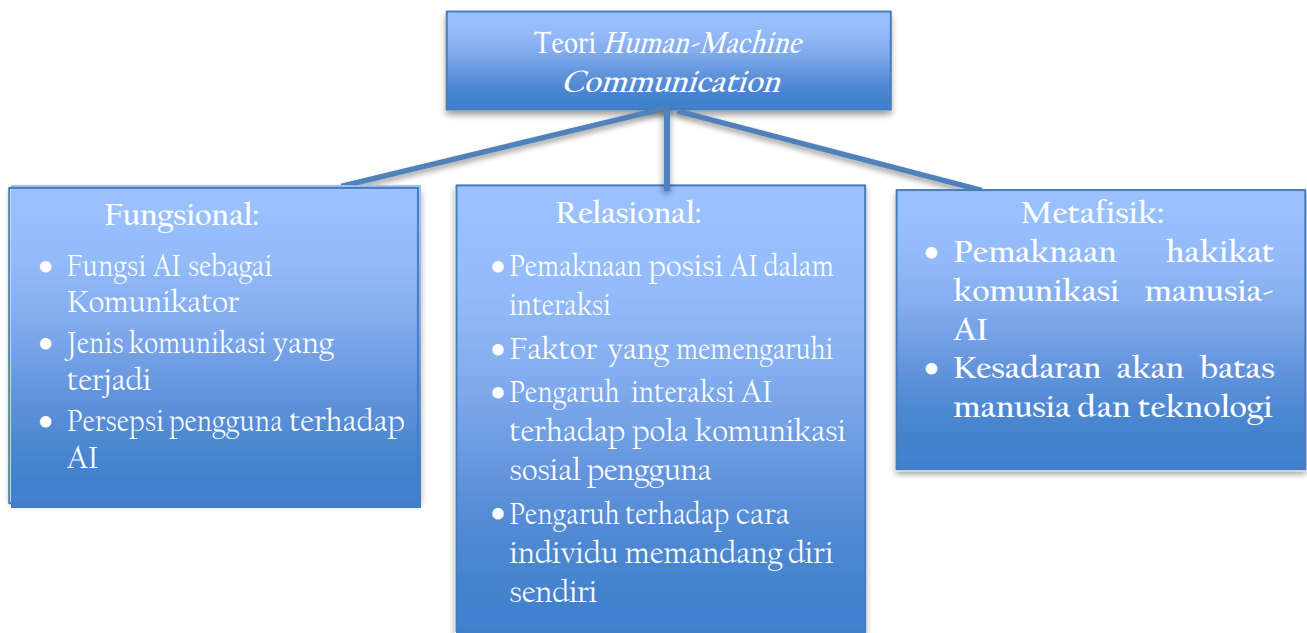 Teori Human-Machine
Communication
Fungsional:
• Fungsi AI sebagai
Komunikator
• Jenis komunikasi yang
terjadi
• Persepsi pengguna terhadap
AI
Relasional:
• Pemaknaan posisi AI dalam
interaksi
• Faktor yang memengaruhi
• Pengaruh interaksi AI
terhadap pola komunikasi
sosial pengguna
• Pengaruh terhadap cara
individu memandang diri
sendiri
Metafisik:
• Pemaknaan hakikat
komunikasi manusia-
AI
• Kesadaran akan batas
manusia dan teknologi